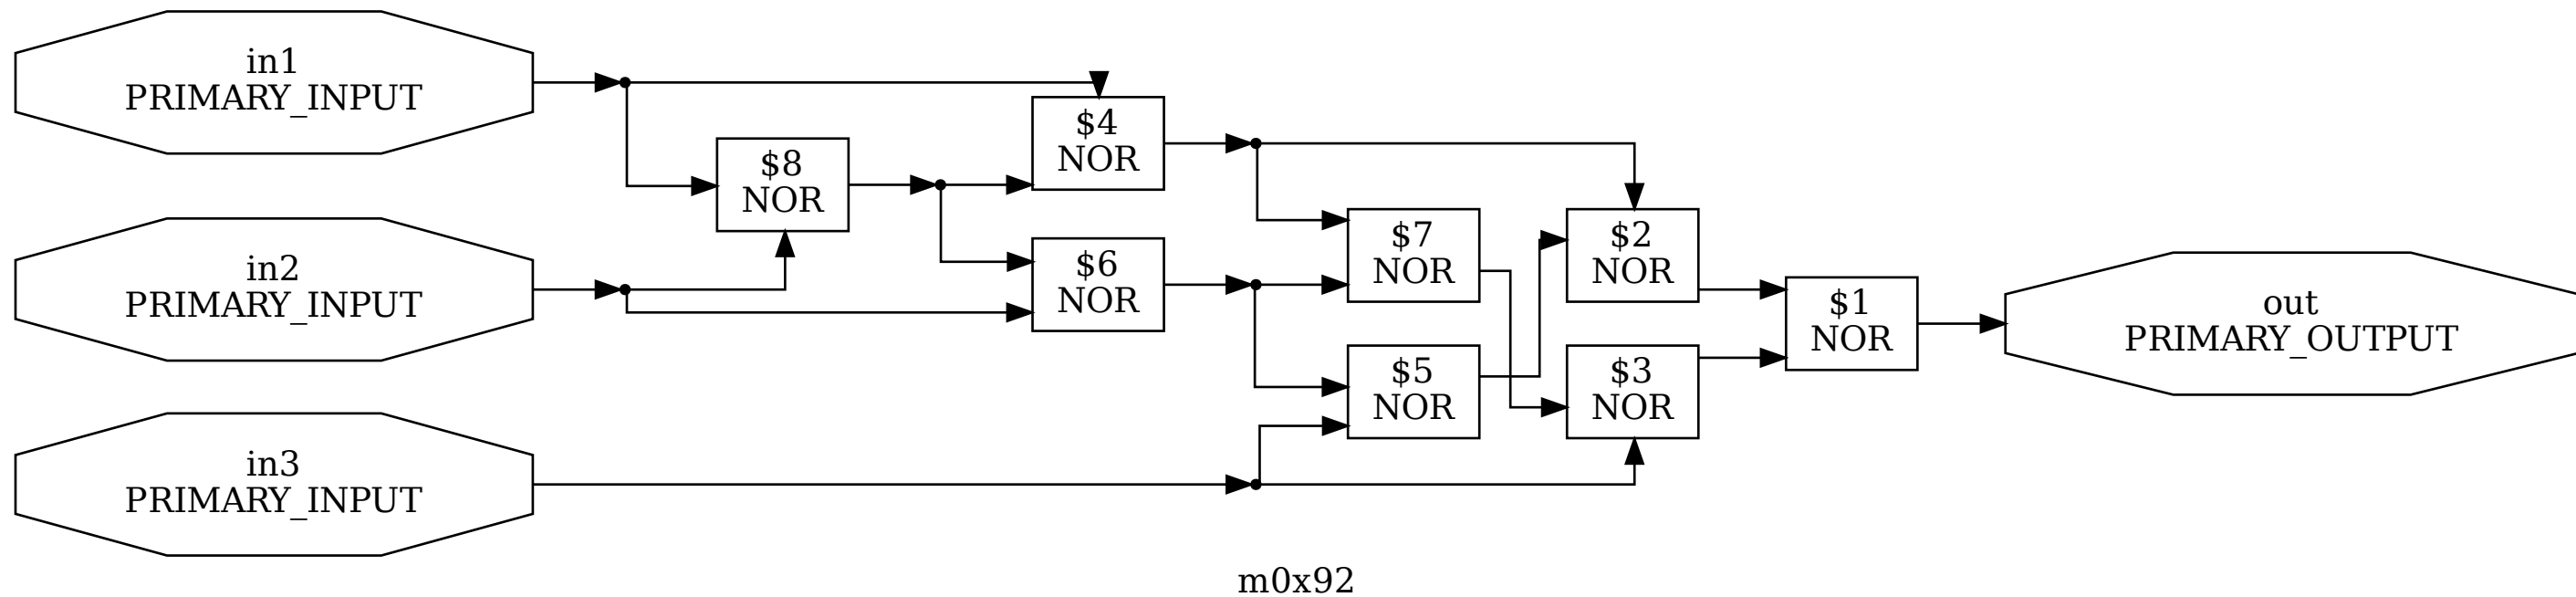 in1
PRIMARY_INPUT
$4
NOR
$8
NOR
in2
PRIMARY_INPUT
$6
NOR
$7
NOR
$2
NOR
$1
NOR
out
PRIMARY_OUTPUT
$5
NOR
$3
NOR
in3
PRIMARY_INPUT
m0x92